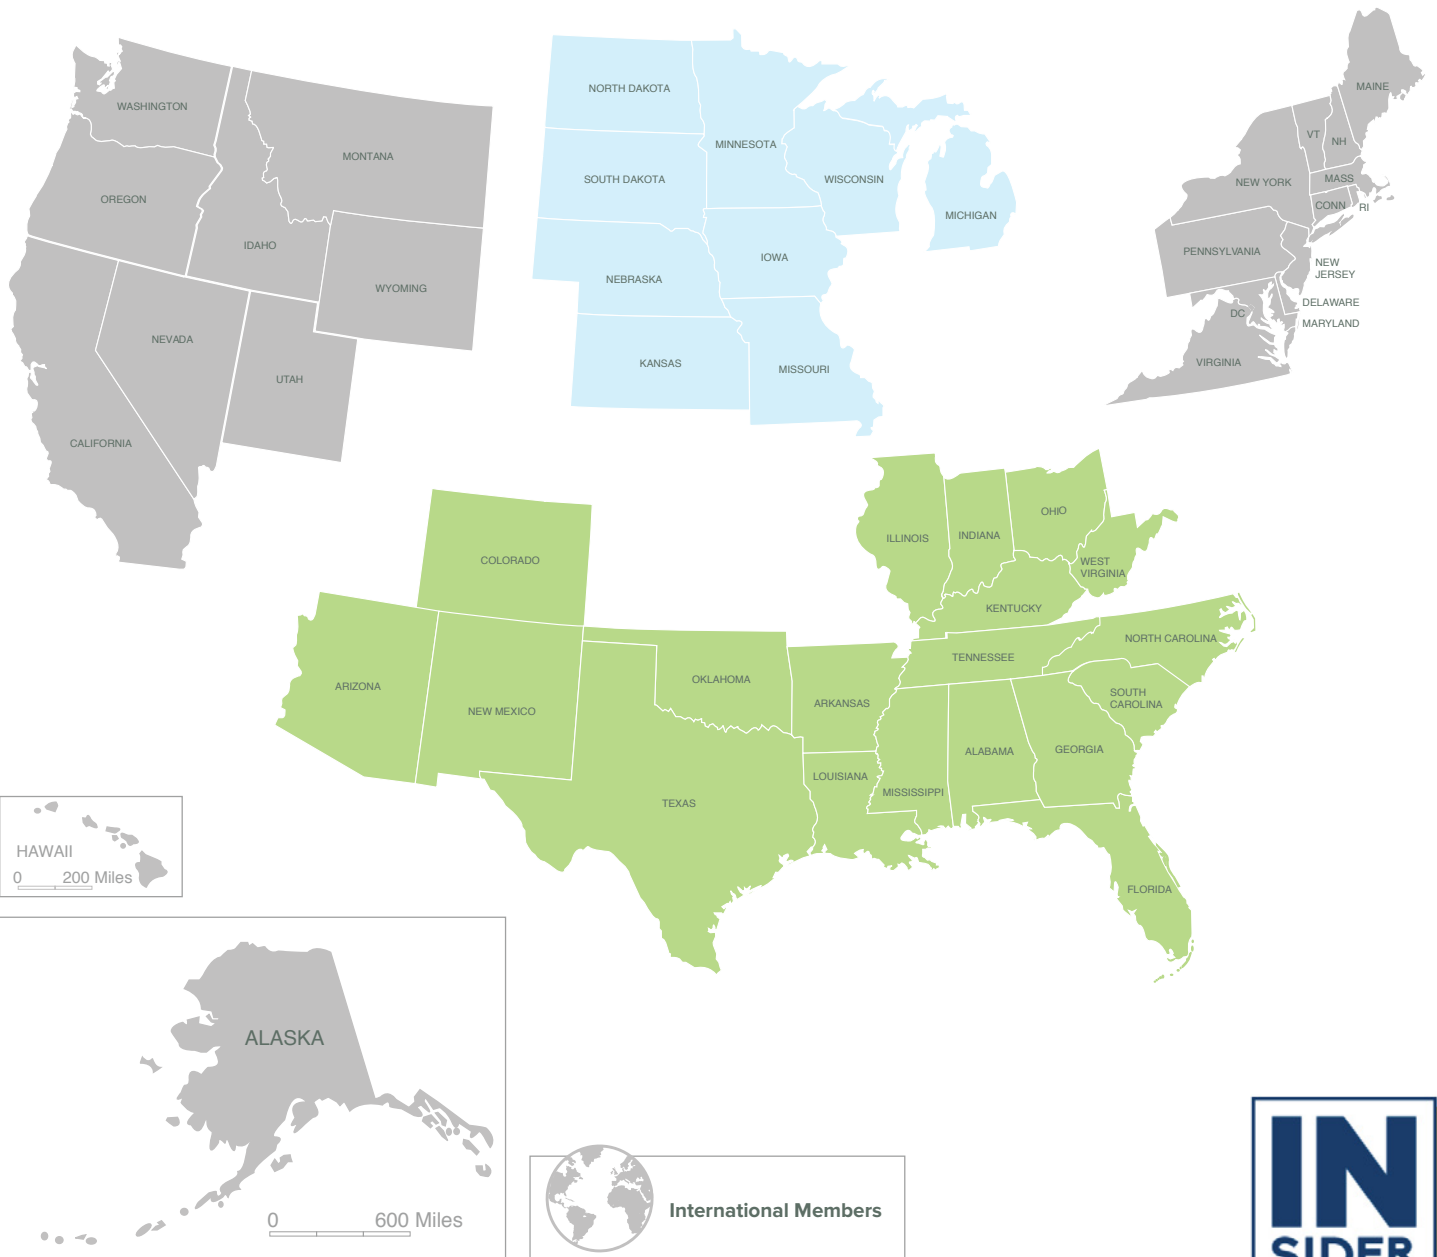 WASHINGTON
MONTANA
OREGON
IDAHO
WYOMING
NEVADA
UTAH
CALIFORNIA
NORTH DAKOTA
MINNESOTA
SOUTH DAKOTA
WISCONSIN
MICHIGAN
IOWA
NEBRASKA
KANSAS
MISSOURI
MAINE
VT
NH
NEW YORK
MASS
CONN
RI
PENNSYLVANIA
NEW
JERSEY
DELAWARE
DC
MARYLAND
VIRGINIA
COLORADO
ILLINOIS
INDIANA
OHIO
WEST
VIRGINIA
KENTUCKY
NORTH CAROLINA
TENNESSEE
ARIZONA
NEW MEXICO
OKLAHOMA
ARKANSAS
SOUTH
CAROLINA
TEXAS
LOUISIANA
MISSISSIPPI
ALABAMA
GEORGIA
FLORIDA
HAWAII
0 200 Miles
ALASKA
0 600 Miles
International Members
IN
SIDER